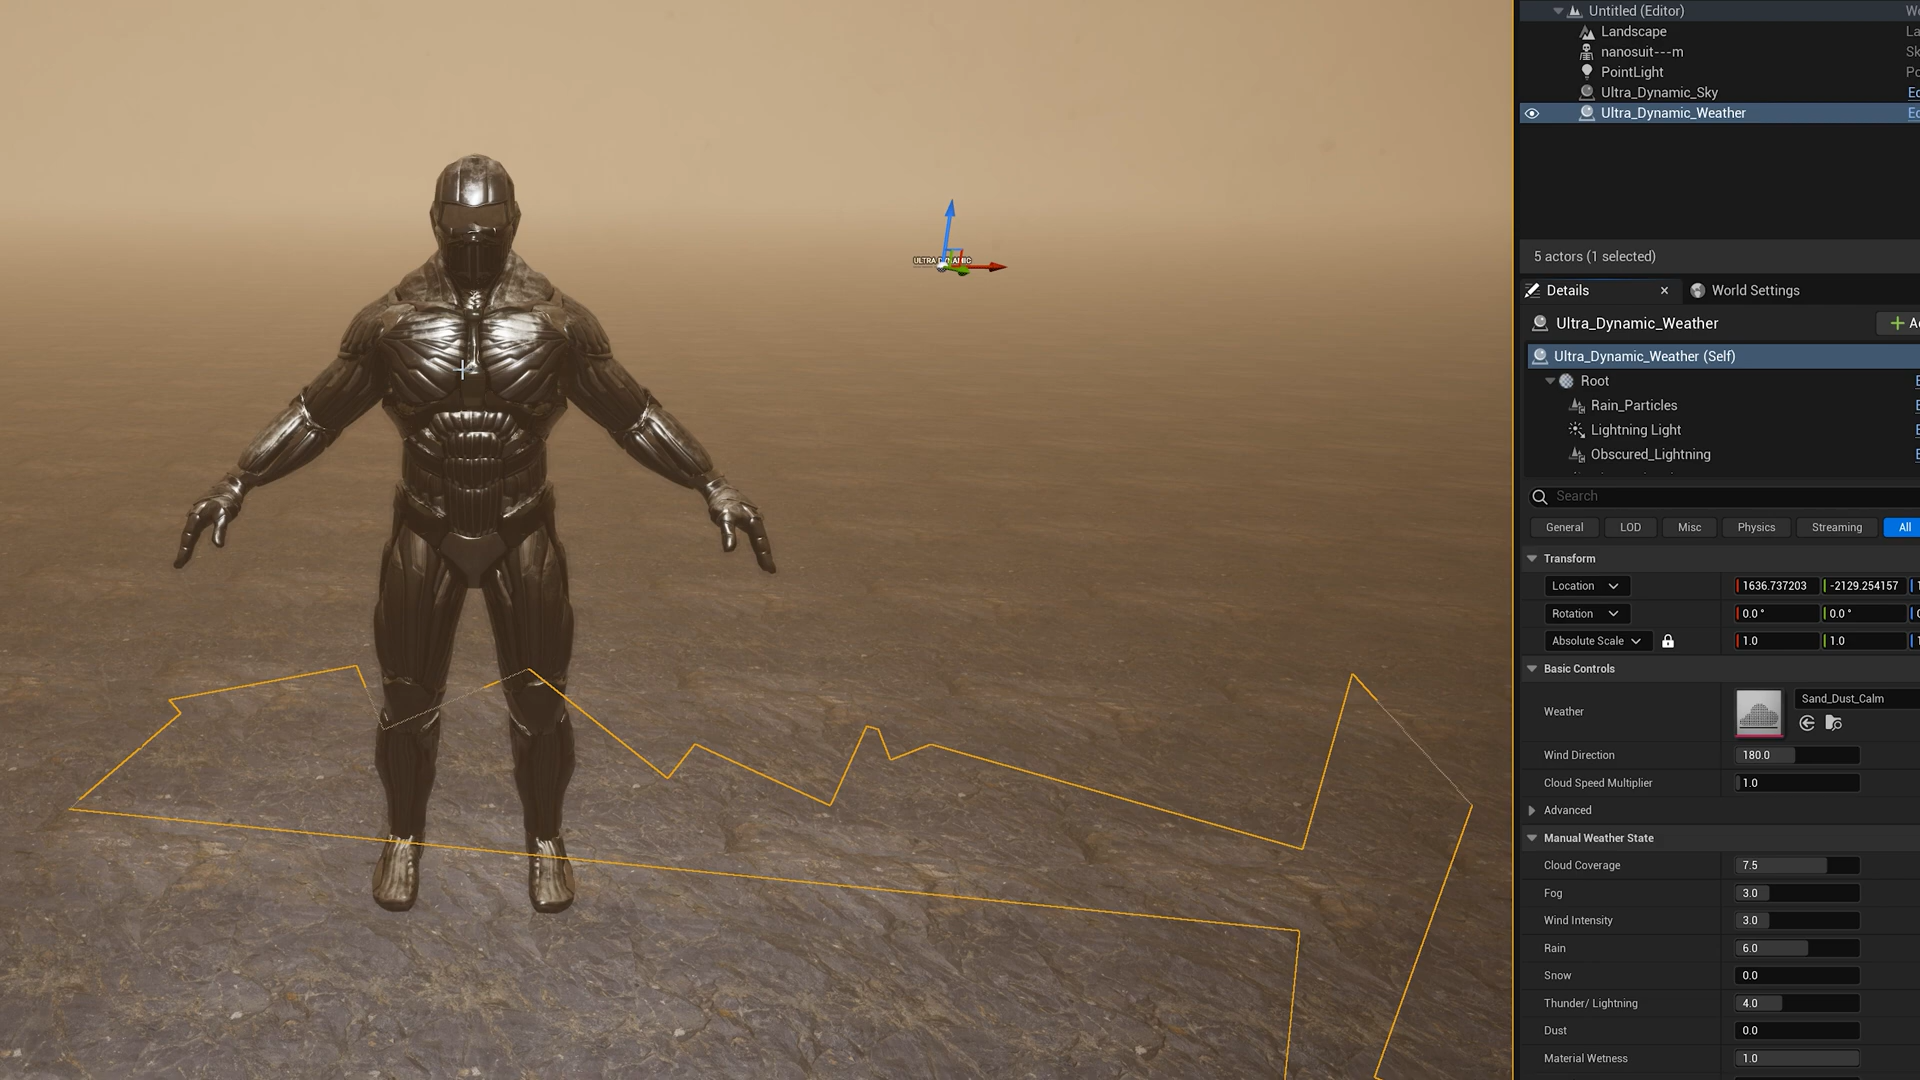 Untitled (Editor)
Landscape
nanosuit---m
PointLight
Ultra_Dynamic_Sky
Ultra_Dynamic_Weather
5 actors (1 selected)
Details
World Settings
Ultra_Dynamic_Weather
Ultra_Dynamic_Weather (Self)
Root
Rain_Particles
Lightning Light
Obscured_Lightning
Search
General LOD Misc Physics Streaming All
Transform
Location 1636.737203 -2129.254157
Rotation 0.0 ° 0.0 °
Absolute Scale 1.0 1.0
Basic Controls
Weather Sand_Dust_Calm
Wind Direction 180.0
Cloud Speed Multiplier 1.0
Advanced
Manual Weather State
Cloud Coverage 7.5
Fog 3.0
Wind Intensity 3.0
Rain 6.0
Snow 0.0
Thunder/ Lightning 4.0
Dust 0.0
Material Wetness 1.0
ULTRA DYNAMIC